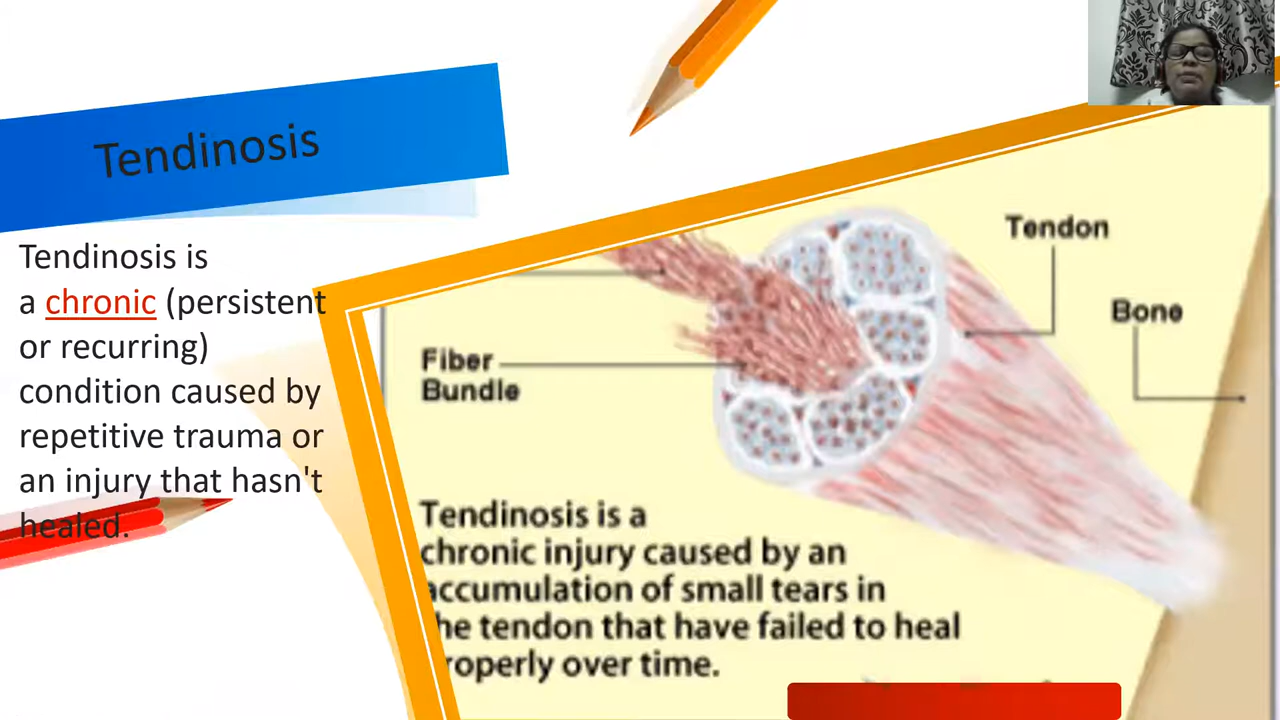 Tendinosis
Tendinosis is
a chronic (persistent
or recurring)
condition caused by
repetitive trauma or
an injury that hasn't
healed.
Tendon
Bone
Fiber
Bundle
Tendinosis is a
chronic injury caused by an
accumulation of small tears in
he tendon that have failed to heal
roperly over time.